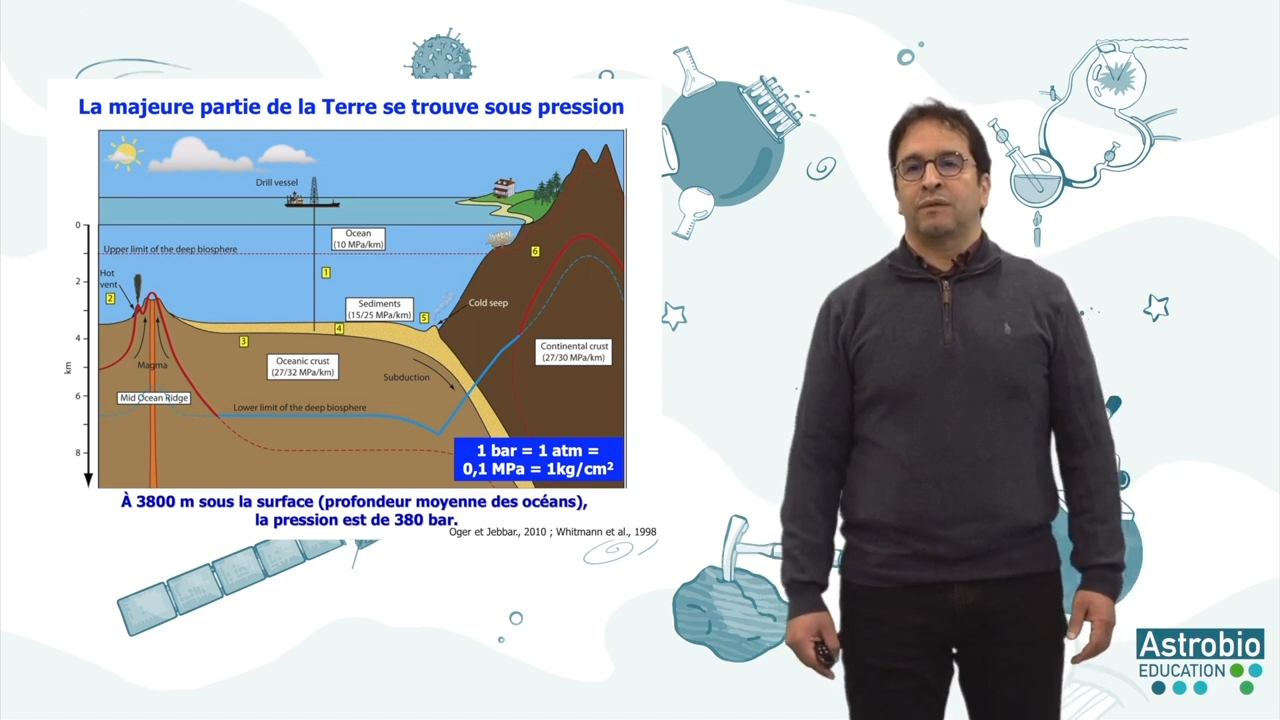 La majeure partie de la Terre se trouve sous pression
Drill vessel
0
Ocean
(10 MPa/km)
Upper limit of the deep biosphere
6
Hot
vent
1
2
2
Sediments
(15/25 MPa/km)
Cold seep
5
4
3
4
km
Magma
Oceanic crust
(27/32 MPa/km)
Continental crust
(27/30 MPa/km)
Subduction
6
Mid Ocean Ridge
Lower limit of the deep biosphere
8
1 bar = 1 atm =
0,1 MPa = 1kg/cm²
À 3800 m sous la surface (profondeur moyenne des océans),
la pression est de 380 bar.
Oger et Jebbar., 2010 ; Whitmann et al., 1998
Astrobio
EDUCATION